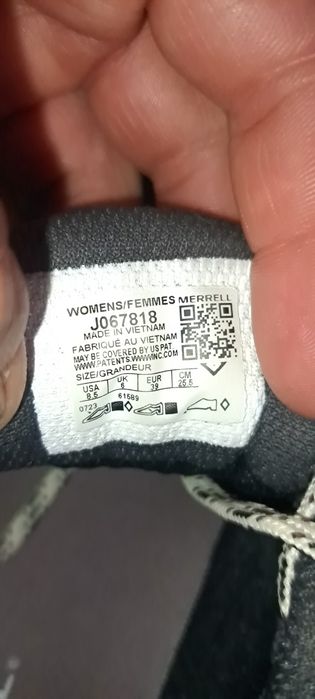 WOMENS/FEMMES MERRELL
J067818
MADE IN VIETNAM
FABRIQUÉ AU VIETNAM
MAY BE COVERED BY US PAT.
WWW.PATENTS.WWWINC.COM
SIZE/GRANDEUR
USA UK EUR CM
8.5 6 39 25.5
0723 61589